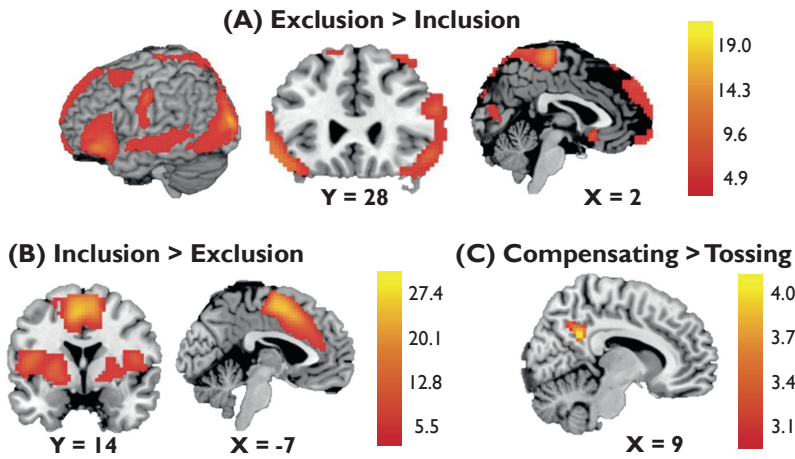 (A) Exclusion > Inclusion
19.0
14.3
9.6
4.9
Y = 28
X = 2
(B) Inclusion > Exclusion
27.4
20.1
12.8
5.5
Y = 14
X = -7
(C) Compensating > Tossing
4.0
3.7
3.4
3.1
X = 9